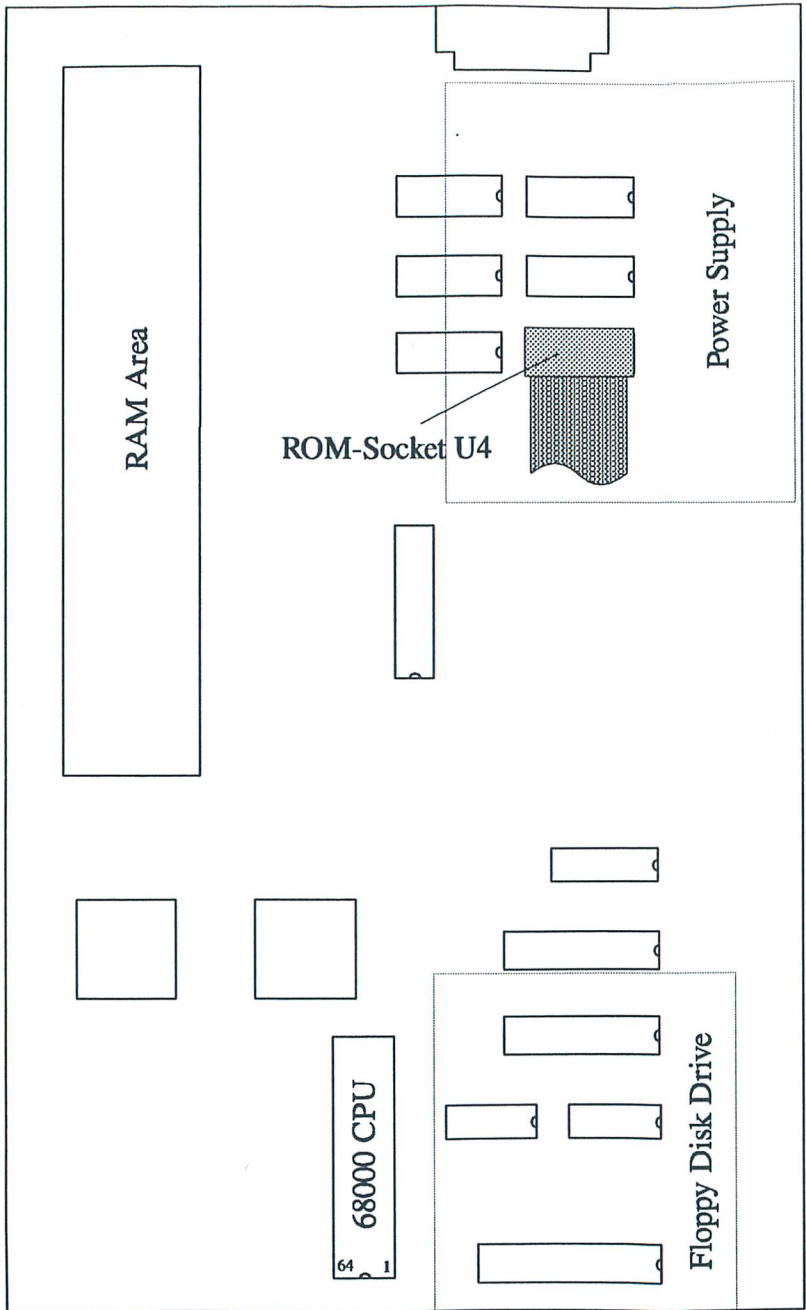 RAM Area
Power Supply
ROM-Socket U4
68000 CPU
64 1
Floppy Disk Drive